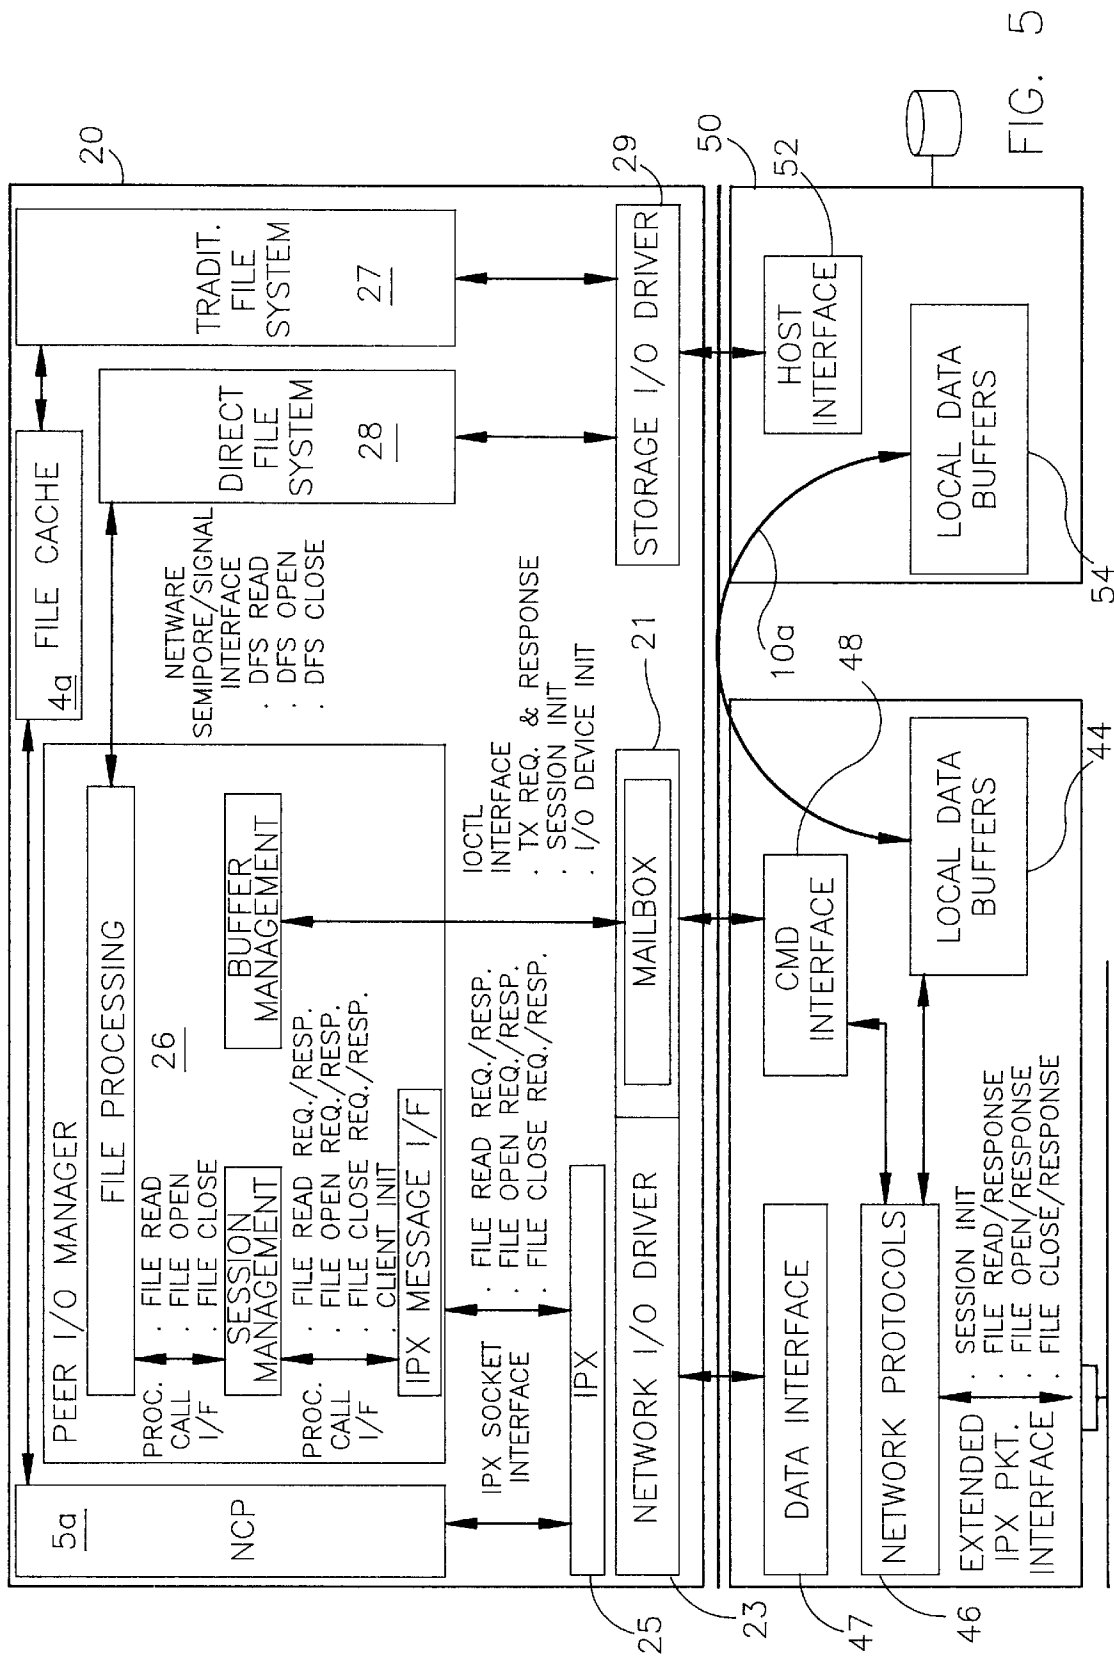 20
5a
NCP
PEER I/O MANAGER
FILE PROCESSING
26
PROC.
CALL
I/F
. FILE READ
. FILE OPEN
. FILE CLOSE
SESSION
MANAGEMENT
BUFFER
MANAGEMENT
PROC.
CALL
I/F
. FILE READ REQ./RESP.
. FILE OPEN REQ./RESP.
. FILE CLOSE REQ./RESP.
. CLIENT INIT
IPX MESSAGE I/F
4a
FILE CACHE
NETWARE
SEMIPORE/SIGNAL
INTERFACE
. DFS READ
. DFS OPEN
. DFS CLOSE
DIRECT
FILE
SYSTEM
28
TRADIT.
FILE
SYSTEM
27
IPX SOCKET
INTERFACE
. FILE READ REQ./RESP.
. FILE OPEN REQ./RESP.
. FILE CLOSE REQ./RESP.
IOCTL
INTERFACE
. TX REQ. & RESPONSE
. SESSION INIT
. I/O DEVICE INIT
IPX
25
NETWORK I/O DRIVER
23
MAILBOX
21
STORAGE I/O DRIVER
29
50
DATA INTERFACE
47
CMD
INTERFACE
48
10a
HOST
INTERFACE
52
NETWORK PROTOCOLS
46
LOCAL DATA
BUFFERS
44
LOCAL DATA
BUFFERS
54
EXTENDED
IPX PKT.
INTERFACE
. SESSION INIT
. FILE READ/RESPONSE
. FILE OPEN/RESPONSE
. FILE CLOSE/RESPONSE
FIG. 5